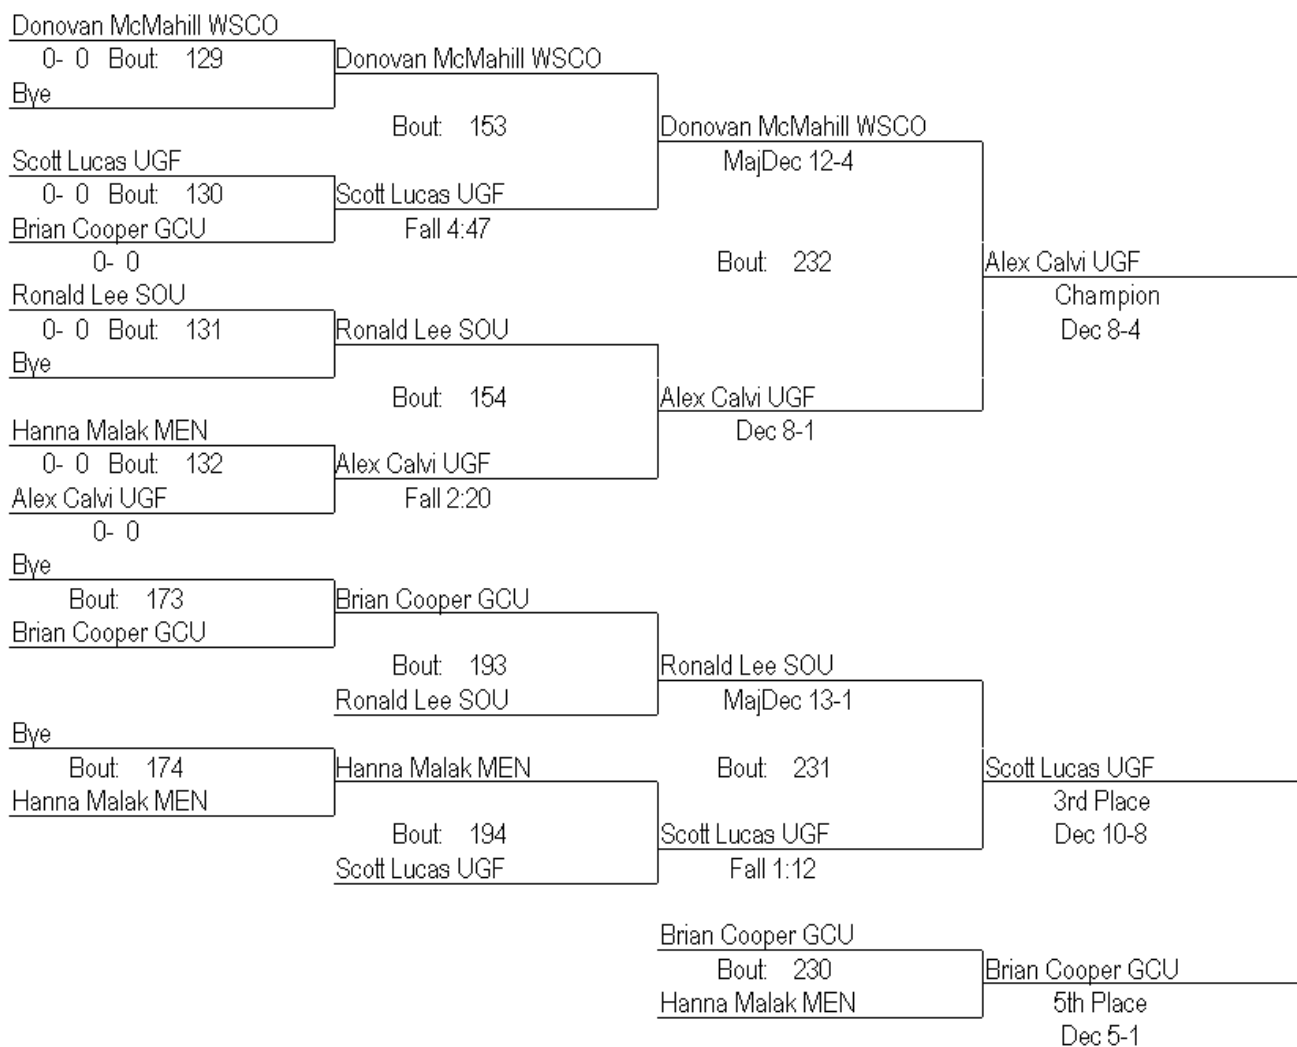 Donovan McMahill WSCO
0- 0 Bout: 129
Donovan McMahill WSCO
Bye
Bout: 153
Donovan McMahill WSCO
MajDec 12-4
Scott Lucas UGF
0- 0 Bout: 130
Scott Lucas UGF
Brian Cooper GCU
Fall 4:47
0- 0
Bout: 232
Alex Calvi UGF
Champion
Dec 8-4
Ronald Lee SOU
0- 0 Bout: 131
Ronald Lee SOU
Bye
Bout: 154
Alex Calvi UGF
Dec 8-1
Hanna Malak MEN
0- 0 Bout: 132
Alex Calvi UGF
Alex Calvi UGF
Fall 2:20
0- 0
Bye
Bout: 173
Brian Cooper GCU
Brian Cooper GCU
Bout: 193
Ronald Lee SOU
Ronald Lee SOU
MajDec 13-1
Bye
Bout: 174
Hanna Malak MEN
Bout: 231
Scott Lucas UGF
Hanna Malak MEN
3rd Place
Bout: 194
Scott Lucas UGF
Dec 10-8
Scott Lucas UGF
Fall 1:12
Brian Cooper GCU
Bout: 230
Brian Cooper GCU
Hanna Malak MEN
5th Place
Dec 5-1